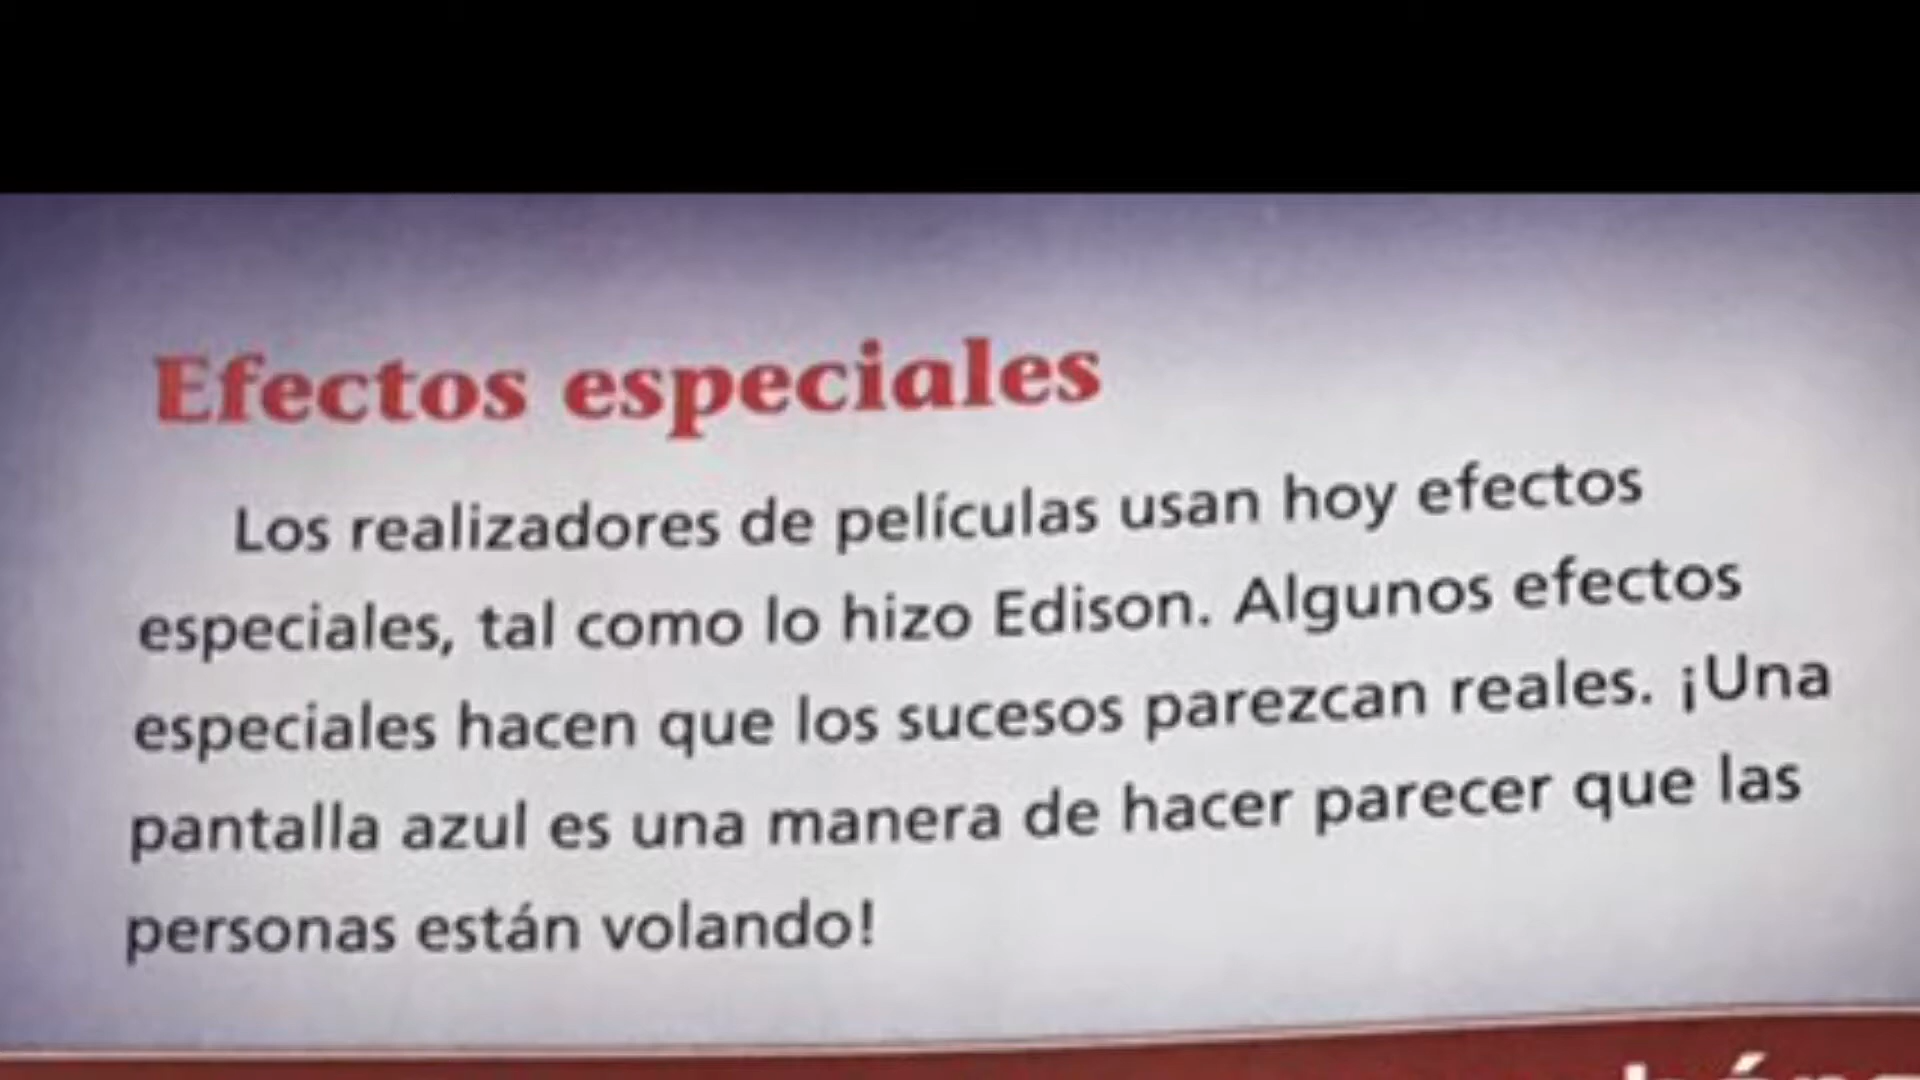 Efectos especiales
Los realizadores de películas usan hoy efectos
especiales, tal como lo hizo Edison. Algunos efectos
especiales hacen que los sucesos parezcan reales. ¡Una
pantalla azul es una manera de hacer parecer que las
personas están volando!